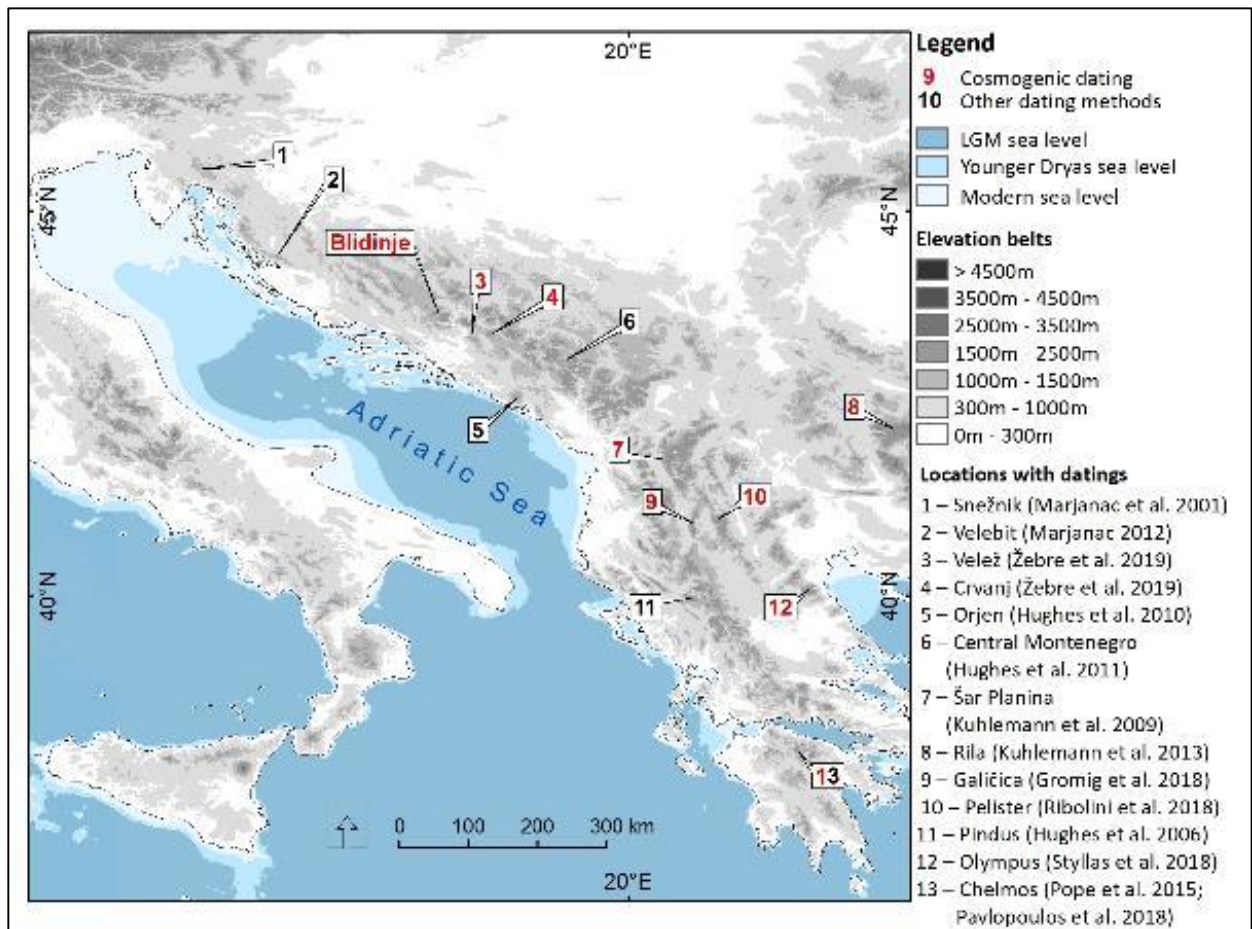 20°E
45°N
45°N
40°N
40°N
20°E
1
2
Blidinje
3
4
6
5
8
7
9
10
11
12
13
Adriatic Sea
0 100 200 300 km
Legend
9 Cosmogenic dating
10 Other dating methods
LGM sea level
Younger Dryas sea level
Modern sea level
Elevation belts
> 4500m
3500m - 4500m
2500m - 3500m
1500m - 2500m
1000m - 1500m
300m - 1000m
0m - 300m
Locations with datings
1 – Snežnik (Marjanac et al. 2001)
2 – Velebit (Marjanac 2012)
3 – Velež (Žebre et al. 2019)
4 – Crvanj (Žebre et al. 2019)
5 – Orjen (Hughes et al. 2010)
6 – Central Montenegro
(Hughes et al. 2011)
7 – Šar Planina
(Kuhlemann et al. 2009)
8 – Rila (Kuhlemann et al. 2013)
9 – Galičica (Gromig et al. 2018)
10 – Pelister (Ribolini et al. 2018)
11 – Pindus (Hughes et al. 2006)
12 – Olympus (Styllas et al. 2018)
13 – Chelmos (Pope et al. 2015;
Pavlopoulos et al. 2018)